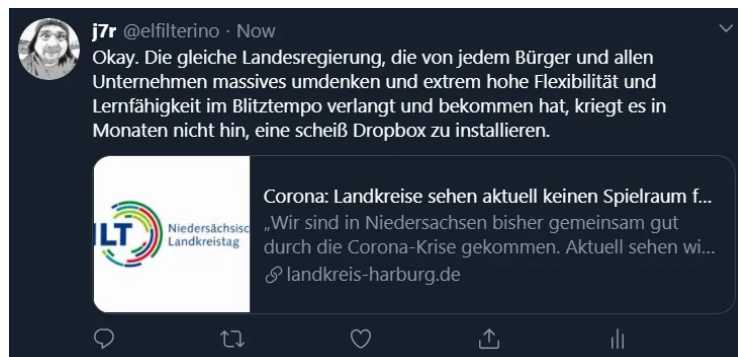 j7r @elfilterino · Now
Okay. Die gleiche Landesregierung, die von jedem Bürger und allen
Unternehmen massives umdenken und extrem hohe Flexibilität und
Lernfähigkeit im Blitztempo verlangt und bekommen hat, kriegt es in
Monaten nicht hin, eine scheiß Dropbox zu installieren.
LT
Niedersächsisc
Landkreistag
Corona: Landkreise sehen aktuell keinen Spielraum f...
„Wir sind in Niedersachsen bisher gemeinsam gut
durch die Corona-Krise gekommen. Aktuell sehen wi...
landkreis-harburg.de